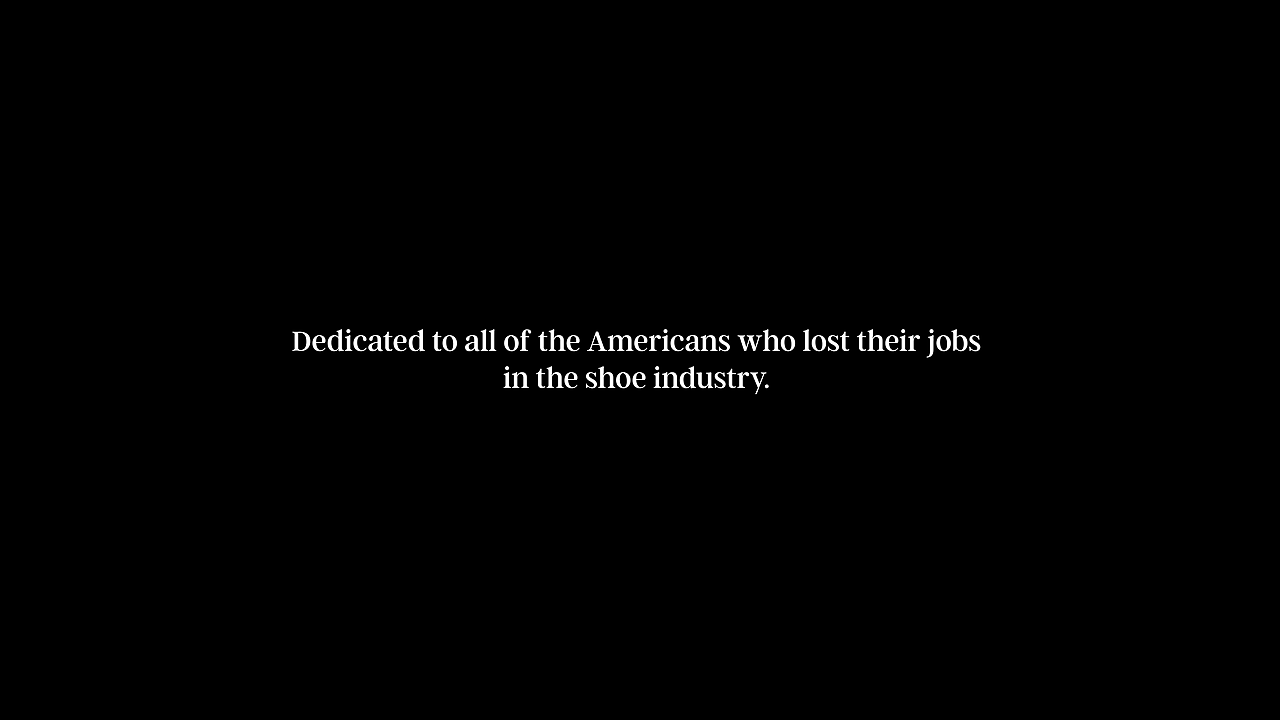 Dedicated to all of the Americans who lost their jobs
in the shoe industry.